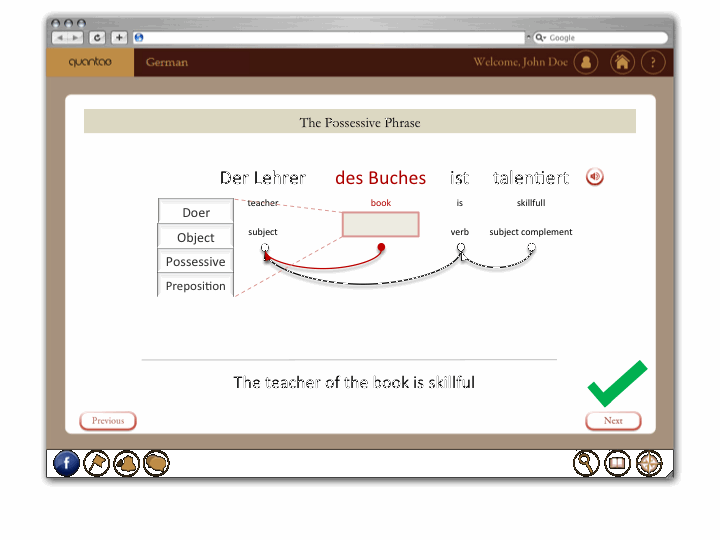 Google
quantao German Welcome, John Doe ?
The Possessive Phrase
Der Lehrer des Buches ist talentiert
teacher book is skillfull
Doer
subject verb subject complement
Object
Possessive
Preposition
The teacher of the book is skillful
Previous Next
f